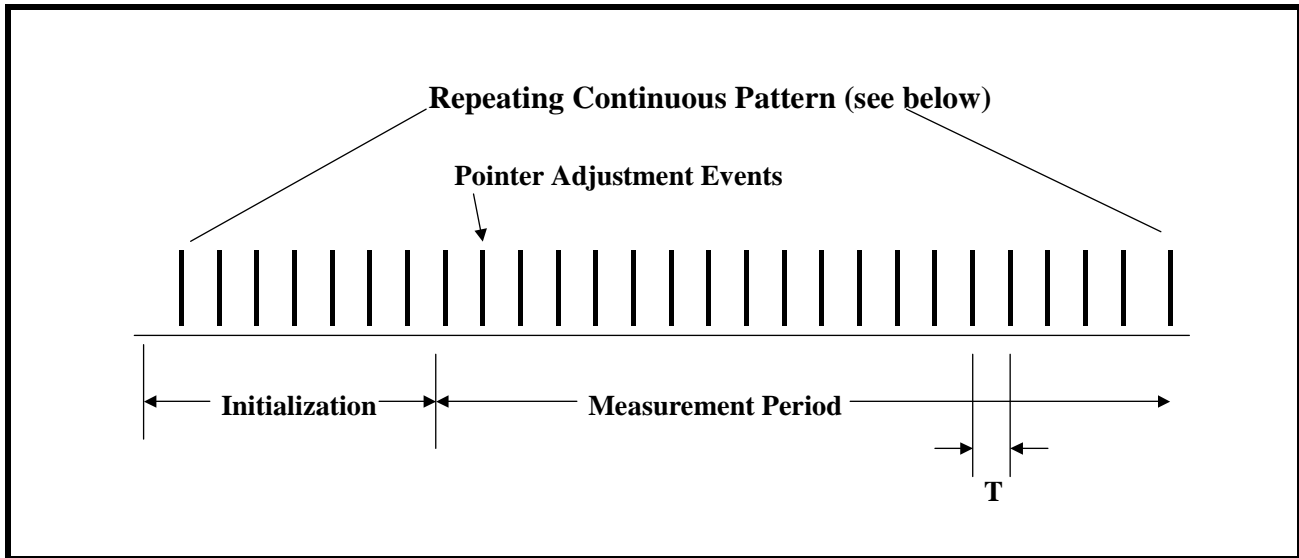 Repeating Continuous Pattern (see below)
Pointer Adjustment Events
Initialization
Measurement Period
T